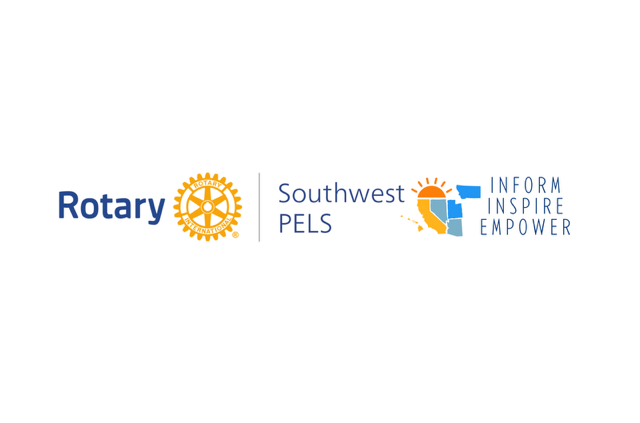 Rotary
ROTARY
INTERNATIONAL
®
Southwest
PELS
INFORM
INSPIRE
EMPOWER